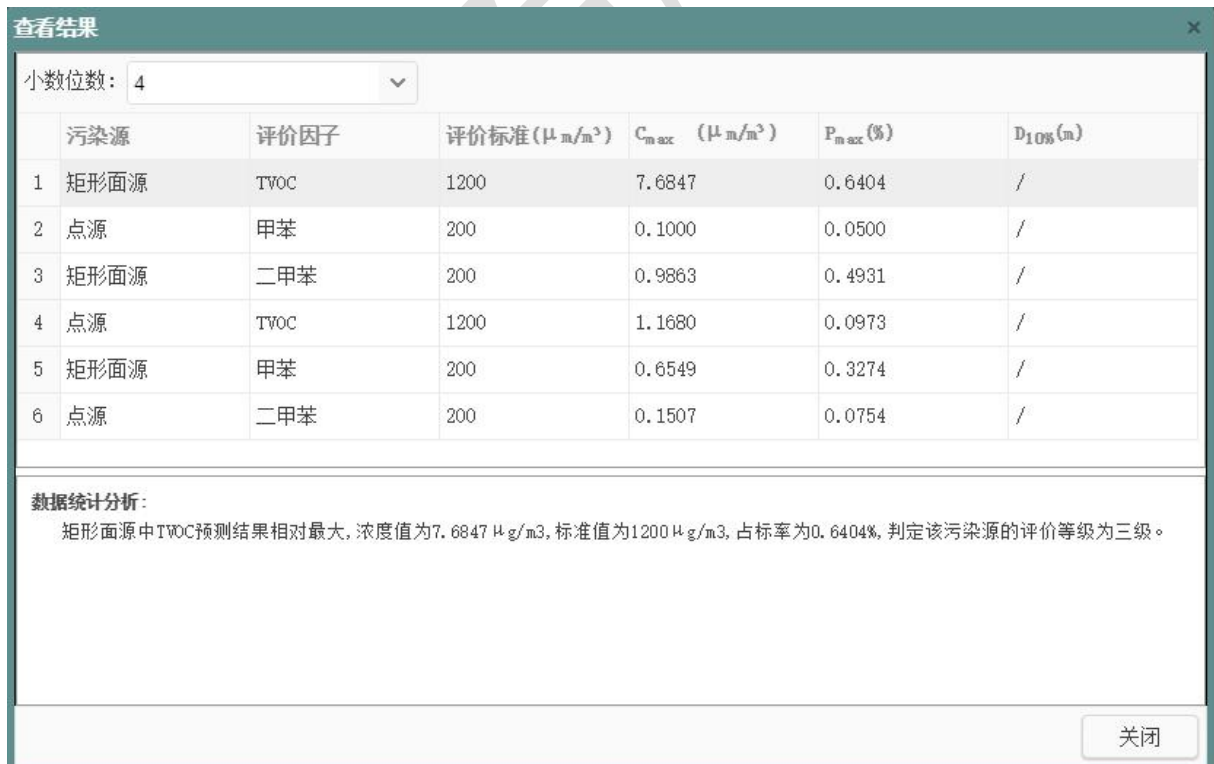 查看结果 ×
小数位数: 4
污染源 评价因子 评价标准(μm/m³) Cmax (μm/m³) Pmax(%) D10%(m)
1 矩形面源 TVOC 1200 7.6847 0.6404 /
2 点源 甲苯 200 0.1000 0.0500 /
3 矩形面源 二甲苯 200 0.9863 0.4931 /
4 点源 TVOC 1200 1.1680 0.0973 /
5 矩形面源 甲苯 200 0.6549 0.3274 /
6 点源 二甲苯 200 0.1507 0.0754 /
数据统计分析:
矩形面源中TVOC预测结果相对最大,浓度值为7.6847μg/m3,标准值为1200μg/m3,占标率为0.6404%,判定该污染源的评价等级为三级。
关闭